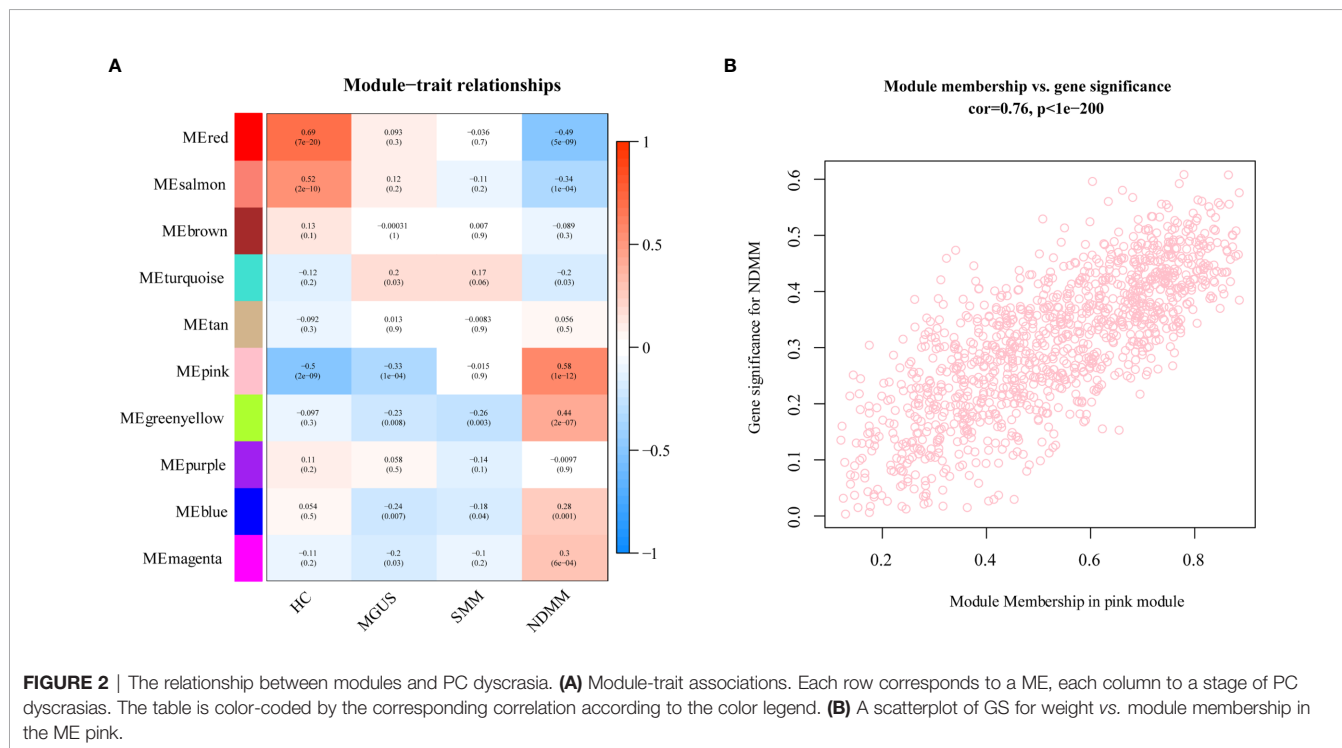 A
Module−trait relationships
MEred 0.69 0.093 −0.036 −0.49
(7e−20) (0.3) (0.7) (5e−09)
MEsalmon 0.52 0.12 −0.11 −0.34
(2e−10) (0.2) (0.2) (1e−04)
MEbrown 0.13 −0.00031 0.007 −0.089
(0.1) (1) (0.9) (0.3)
MEturquoise −0.12 0.2 0.17 −0.2
(0.2) (0.03) (0.06) (0.03)
MEtan −0.092 0.013 −0.0083 0.056
(0.3) (0.9) (0.9) (0.5)
MEpink −0.5 −0.33 −0.015 0.58
(2e−09) (1e−04) (0.9) (1e−12)
MEgreenyellow −0.097 −0.23 −0.26 0.44
(0.3) (0.008) (0.003) (2e−07)
MEpurple 0.11 0.058 −0.14 −0.0097
(0.2) (0.5) (0.1) (0.9)
MEblue 0.054 −0.24 −0.18 0.28
(0.5) (0.007) (0.04) (0.001)
MEmagenta −0.11 −0.2 −0.1 0.3
(0.2) (0.03) (0.2) (6e−04)
HC MGUS SMM NDMM
1
0.5
0
−0.5
−1
B
Module membership vs. gene significance
cor=0.76, p<1e−200
Gene significance for NDMM
0.6
0.5
0.4
0.3
0.2
0.1
0.0
0.2 0.4 0.6 0.8
Module Membership in pink module
FIGURE 2 | The relationship between modules and PC dyscrasia. (A) Module-trait associations. Each row corresponds to a ME, each column to a stage of PC
dyscrasias. The table is color-coded by the corresponding correlation according to the color legend. (B) A scatterplot of GS for weight vs. module membership in
the ME pink.